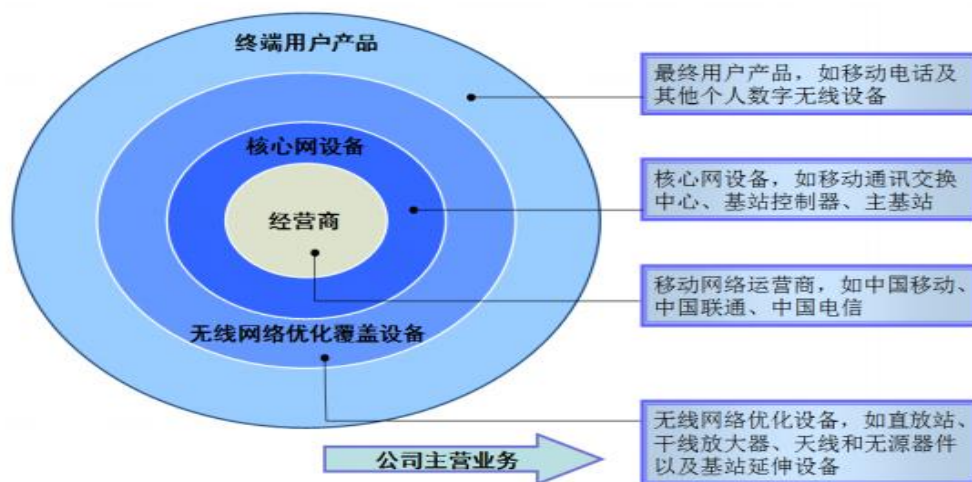 终端用户产品
最终用户产品，如移动电话及
其他个人数字无线设备
核心网设备
核心网设备，如移动通讯交换
中心、基站控制器、主基站
经营商
移动网络运营商，如中国移动、
中国联通、中国电信
无线网络优化覆盖设备
无线网络优化设备，如直放站、
干线放大器、天线和无源器件
以及基站延伸设备
公司主营业务